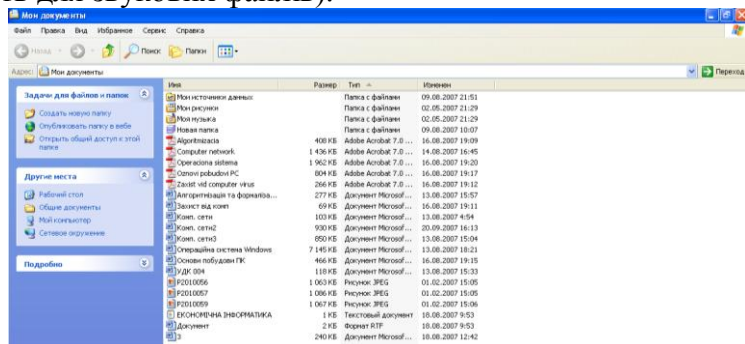 для звукових файлів).
Мои документы
Файл Правка Вид Избранное Сервис Справка
Назад Поиск Папки
Адрес: Мои документы Переход
Задачи для файлов и папок
Создать новую папку
Опубликовать папку в вебе
Открыть общий доступ к этой папке
Другие места
Рабочий стол
Общие документы
Мой компьютер
Сетевое окружение
Подробно
Имя Размер Тип Изменен
Мои источники данных Папка с файлами 09.08.2007 21:51
Мои рисунки Папка с файлами 02.05.2007 21:29
Моя музыка Папка с файлами 02.05.2007 21:29
Новая папка Папка с файлами 09.08.2007 10:07
Algoritmizacia 408 КБ Adobe Acrobat 7.0 ... 16.08.2007 19:09
Computer network 1 436 КБ Adobe Acrobat 7.0 ... 14.08.2007 16:45
Operaciona sistema 1 962 КБ Adobe Acrobat 7.0 ... 16.08.2007 19:20
Oznovi pobudovi PC 804 КБ Adobe Acrobat 7.0 ... 16.08.2007 19:17
Zaxist vid computer virus 266 КБ Adobe Acrobat 7.0 ... 16.08.2007 19:12
Алгоритмізація та формаліза... 277 КБ Документ Microsof... 13.08.2007 15:57
Захист від комп 69 КБ Документ Microsof... 16.08.2007 19:11
Комп. сети 103 КБ Документ Microsof... 13.08.2007 4:54
Комп. сети2 930 КБ Документ Microsof... 20.09.2007 16:13
Комп. сети3 850 КБ Документ Microsof... 13.08.2007 15:04
Операційна система Windows 7 145 КБ Документ Microsof... 13.08.2007 18:21
Основи побудови ПК 466 КБ Документ Microsof... 16.08.2007 19:15
УДК 004 118 КБ Документ Microsof... 13.08.2007 15:33
P2010056 1 063 КБ Рисунок JPEG 01.02.2007 15:05
P2010057 1 086 КБ Рисунок JPEG 01.02.2007 15:05
P2010059 1 067 КБ Рисунок JPEG 01.02.2007 15:06
ЕКОНОМІЧНА ІНФОРМАТИКА 1 КБ Текстовый документ 18.08.2007 9:53
Документ 2 КБ Формат RTF 18.08.2007 9:53
3 240 КБ Документ Microsof... 18.08.2007 12:42